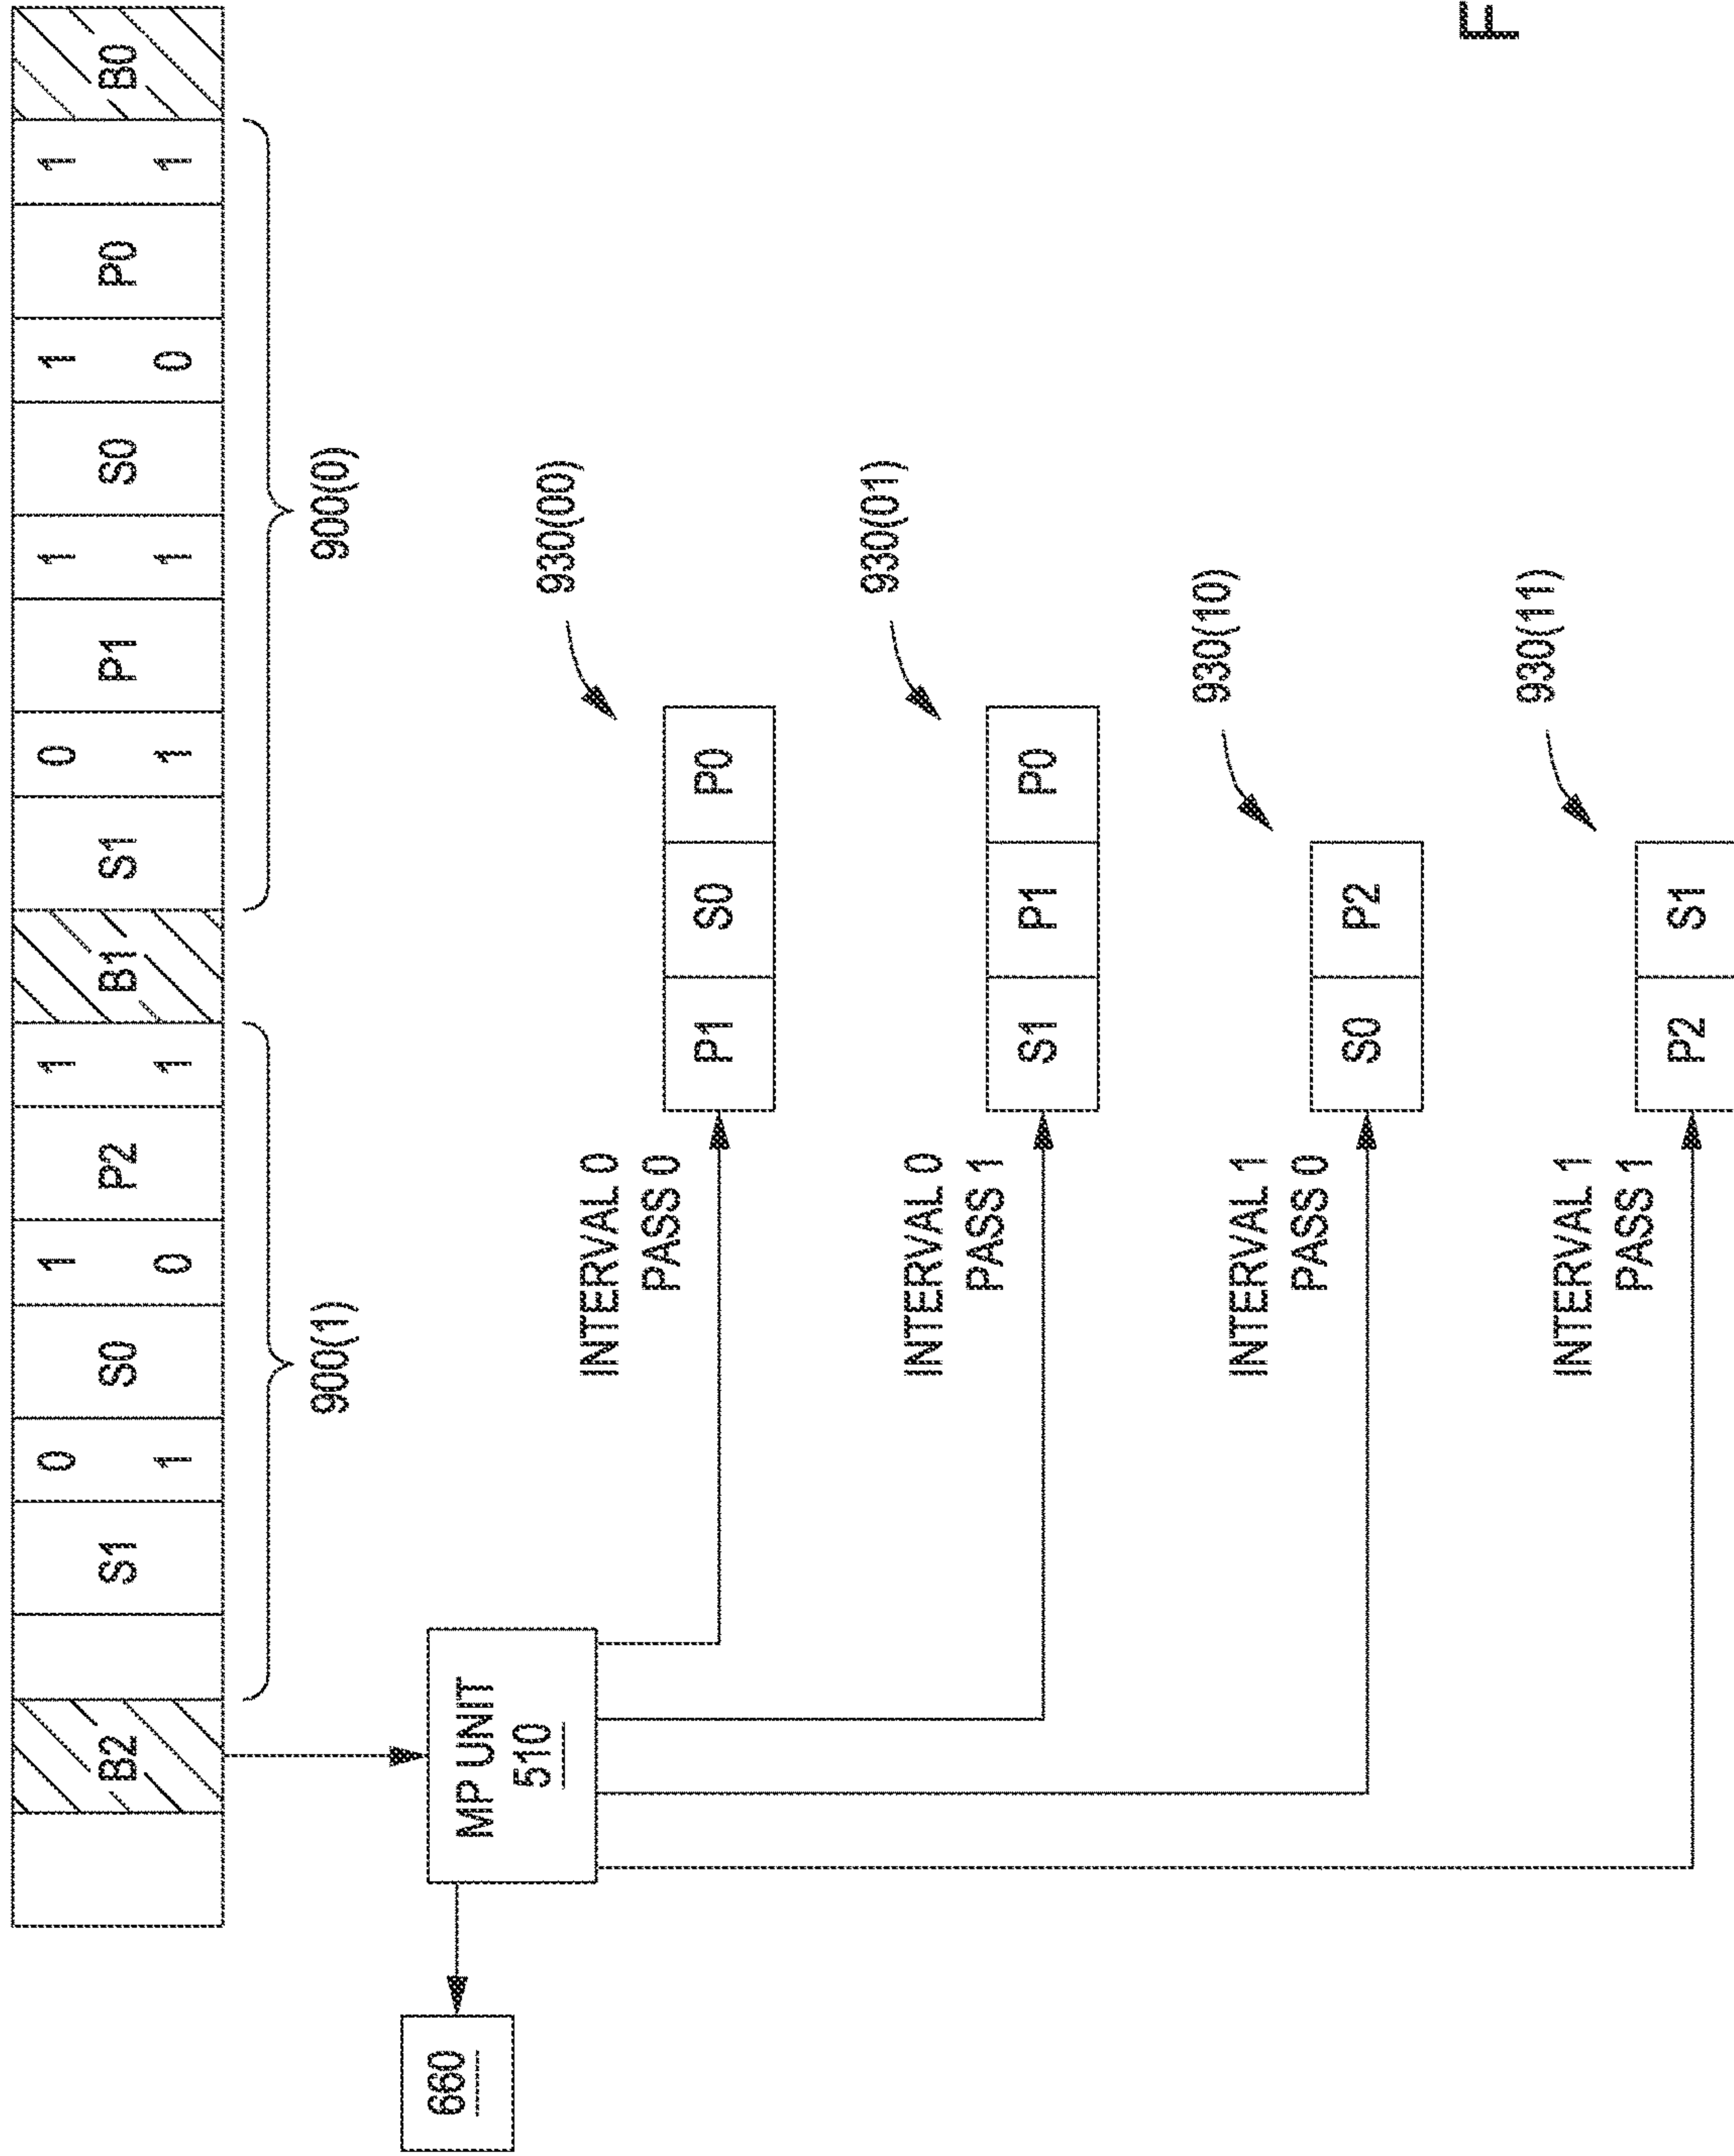 660
MP UNIT
510
B2
S1
1 0
S0
0 1
P2
1 1
B1
S1
1 0
P1
1 1
S0
0 1
P0
1 1
B0
900(1)
900(0)
INTERVAL 0
PASS 0
P1
S0
P0
930(00)
INTERVAL 0
PASS 1
S1
P1
P0
930(01)
INTERVAL 1
PASS 0
S0
P2
930(10)
INTERVAL 1
PASS 1
P2
S1
930(11)
F